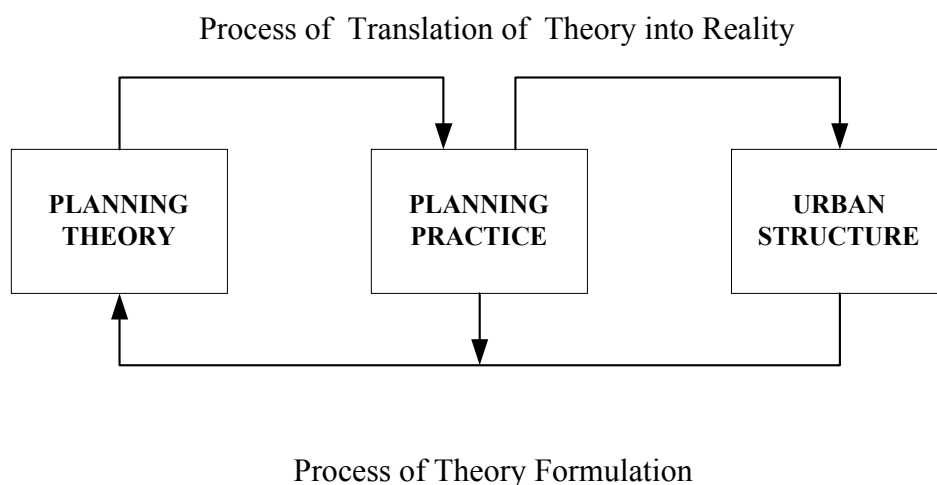 Process of Translation of Theory into Reality
PLANNING
THEORY
PLANNING
PRACTICE
URBAN
STRUCTURE
Process of Theory Formulation